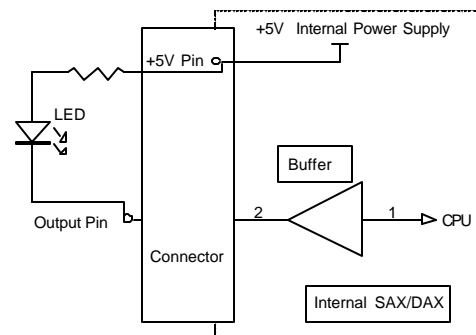 +5V Internal Power Supply
+5V Pin
LED
Buffer
Output Pin
2
1
CPU
Connector
Internal SAX/DAX